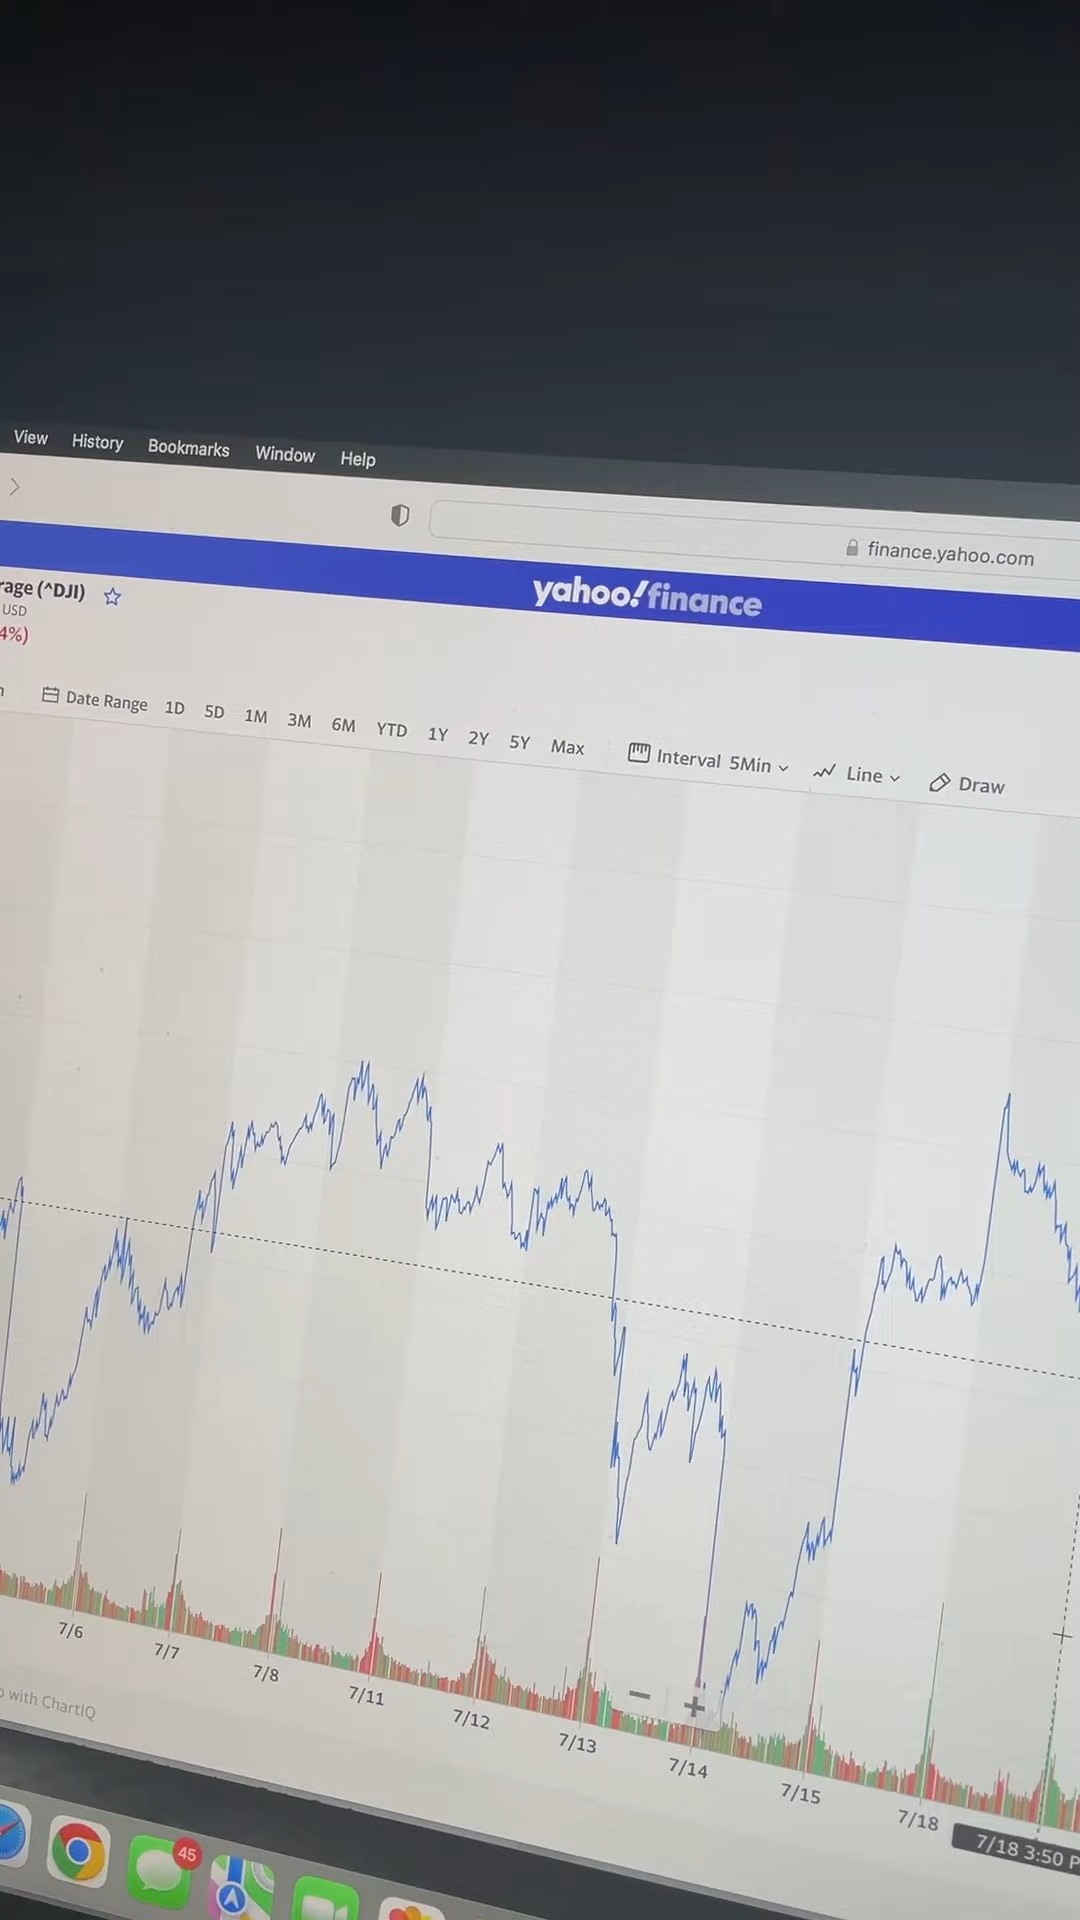 View History Bookmarks Window Help
finance.yahoo.com
yahoo!finance
rage (^DJI)
USD
4%)
Date Range 1D 5D 1M 3M 6M YTD 1Y 2Y 5Y Max Interval 5Min Line Draw
7/6 7/7 7/8 7/11 7/12 7/13 7/14 7/15 7/18
7/18 3:50 P
with ChartIQ
45